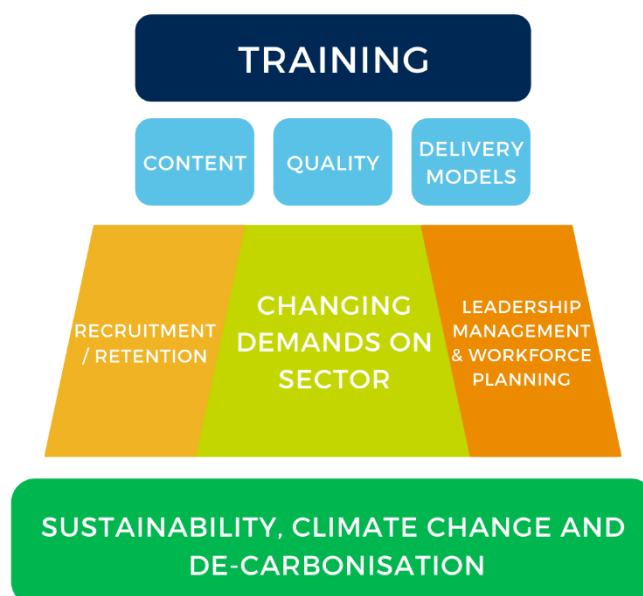 TRAINING
CONTENT
QUALITY
DELIVERY
MODELS
RECRUITMENT
/ RETENTION
CHANGING
DEMANDS ON
SECTOR
LEADERSHIP
MANAGEMENT
& WORKFORCE
PLANNING
SUSTAINABILITY, CLIMATE CHANGE AND
DE-CARBONISATION